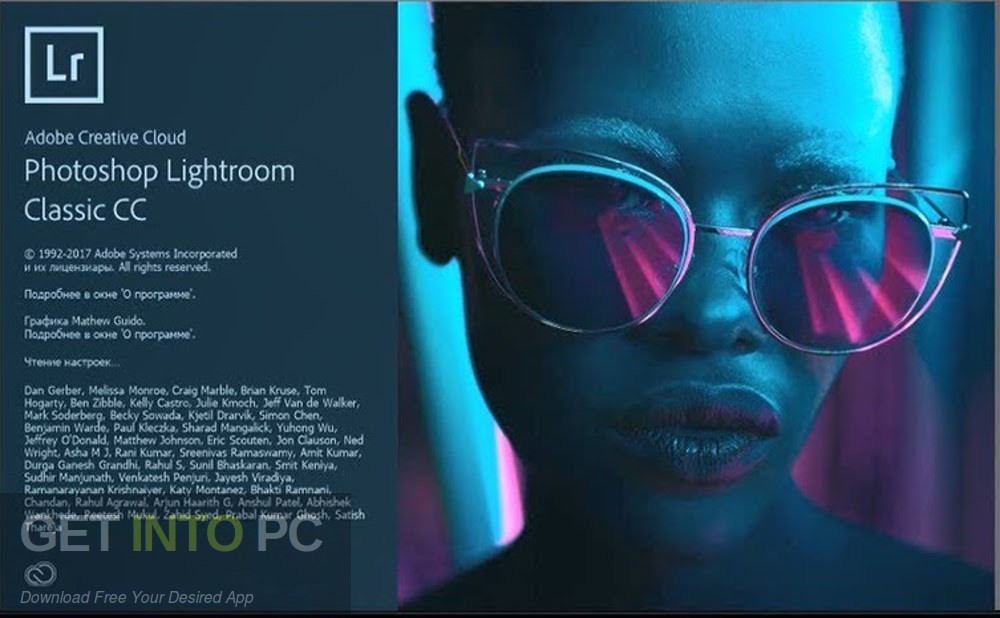 Lr
Adobe Creative Cloud
Photoshop Lightroom
Classic CC
© 1992-2017 Adobe Systems Incorporated
и их лицензиары. All rights reserved.
Подробнее в окне 'О программе'.
Графика Mathew Guido.
Подробнее в окне 'О программе'.
Чтение настроек...
Dan Gerber, Melissa Monroe, Craig Marble, Brian Kruse, Tom
Hogarty, Ben Zibble, Kelly Castro, Julie Kmoch, Jeff Van de Walker,
Mark Soderberg, Becky Sowada, Kjetil Drarvik, Simon Chen,
Benjamin Warde, Paul Kleczka, Sharad Mangalick, Yuhong Wu,
Jeffrey O'Donald, Matthew Johnson, Eric Scouten, Jon Clauson, Ned
Wright, Asha M J, Rani Kumar, Sreenivas Ramaswamy, Amit Kumar,
Durga Ganesh Grandhi, Rahul S, Sunil Bhaskaran, Smit Keniya,
Sudhir Manjunath, Venkatesh Penjuri, Jayesh Viradiya,
Ramanarayanan Krishnaiyer, Katy Montanez, Bhakti Ramnani,
Chandan, Rahul Agrawal, Arjun Haarith G, Anshul Patel, Abhishek
Wankhede, Reetesh Mukul, Zahid Syed, Prabal Kumar Ghosh, Satish
GET INTO PC
Download Free Your Desired App